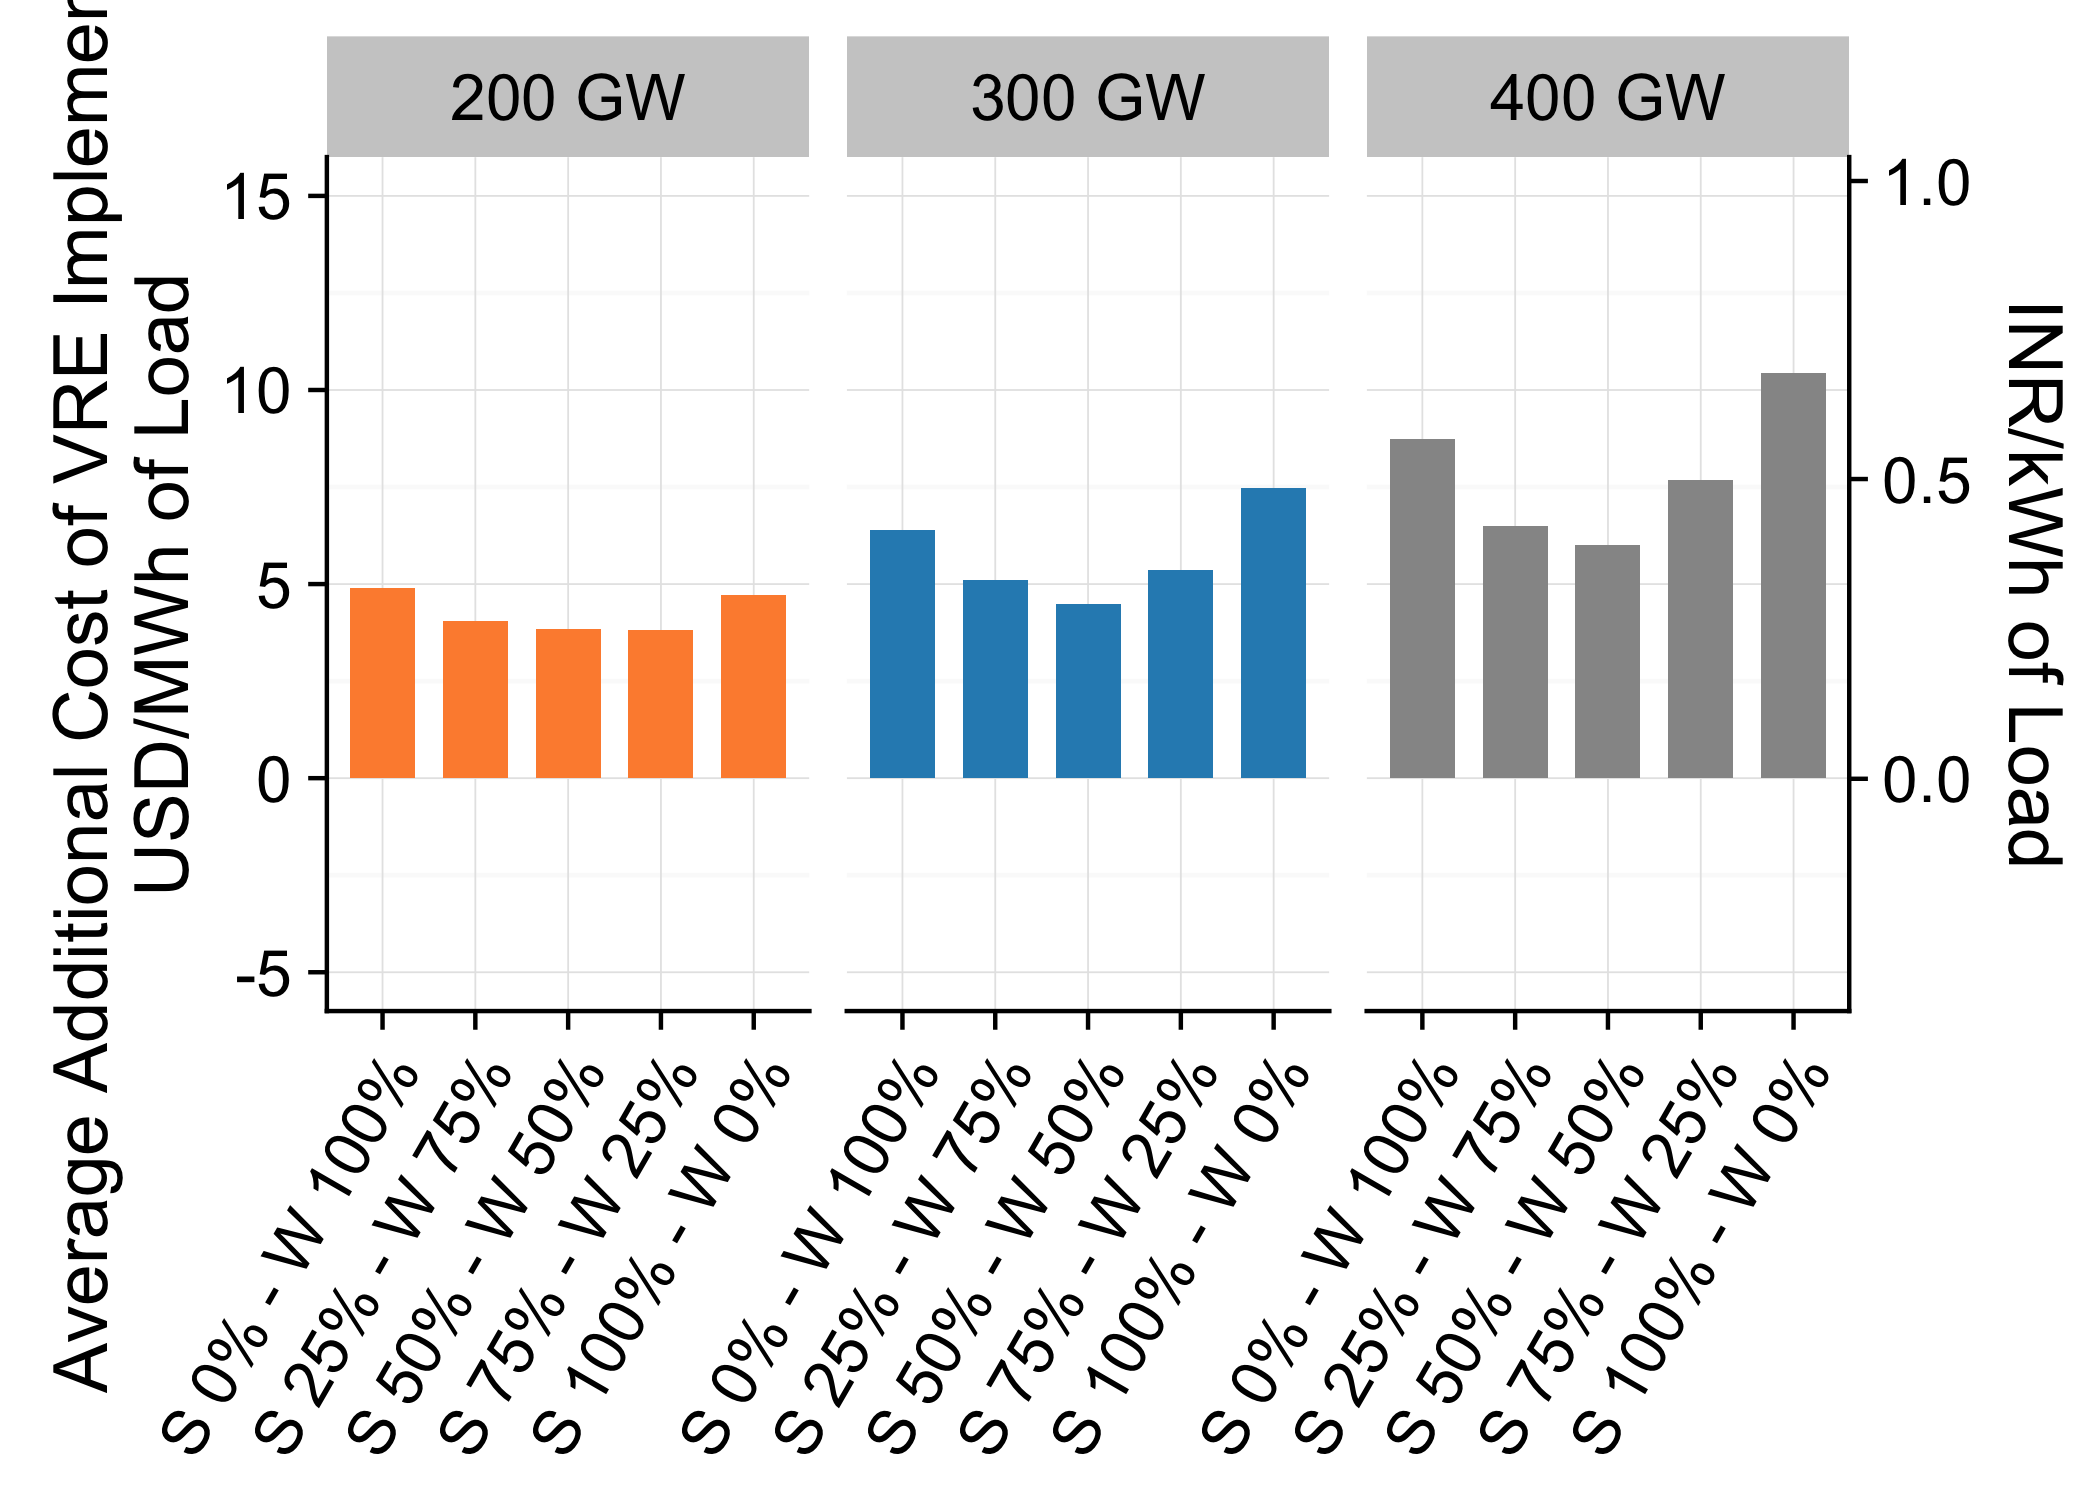 Average Additional Cost of VRE
USD/MWh of Load
200 GW
300 GW
400 GW
15
10
5
0
-5
1.0
0.5
0.0
INR/kWh of Load
S 0% - W 100%
S 25% - W 75%
S 50% - W 50%
S 75% - W 25%
S 100% - W 0%
S 0% - W 100%
S 25% - W 75%
S 50% - W 50%
S 75% - W 25%
S 100% - W 0%
S 0% - W 100%
S 25% - W 75%
S 50% - W 50%
S 75% - W 25%
S 100% - W 0%